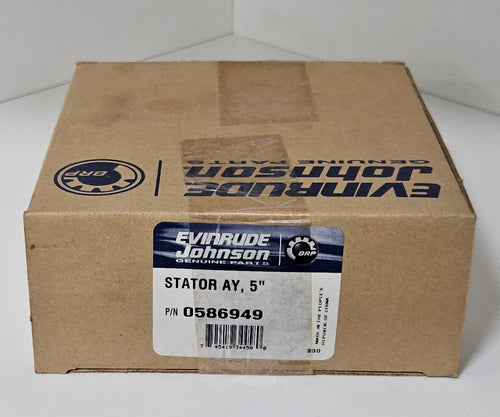 BRP
EVINRUDE
Johnson
GENUINE PARTS
EVINRUDE
Johnson
GENUINE PARTS
EVINRUDE
Johnson
GENUINE PARTS
BRP
STATOR AY, 5"
P/N 0586949
MADE IN THE PEOPLE'S
REPUBLIC OF CHINA
230